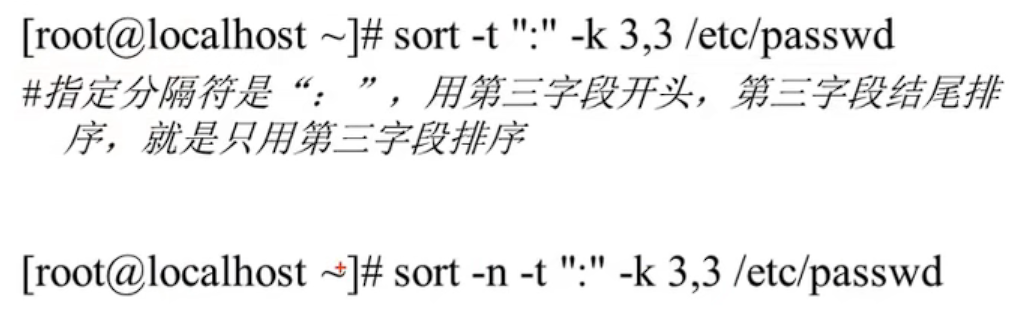 [root@localhost ~]# sort -t ":" -k 3,3 /etc/passwd
#指定分隔符是“：”，用第三字段开头，第三字段结尾排
序，就是只用第三字段排序
[root@localhost ~]# sort -n -t ":" -k 3,3 /etc/passwd